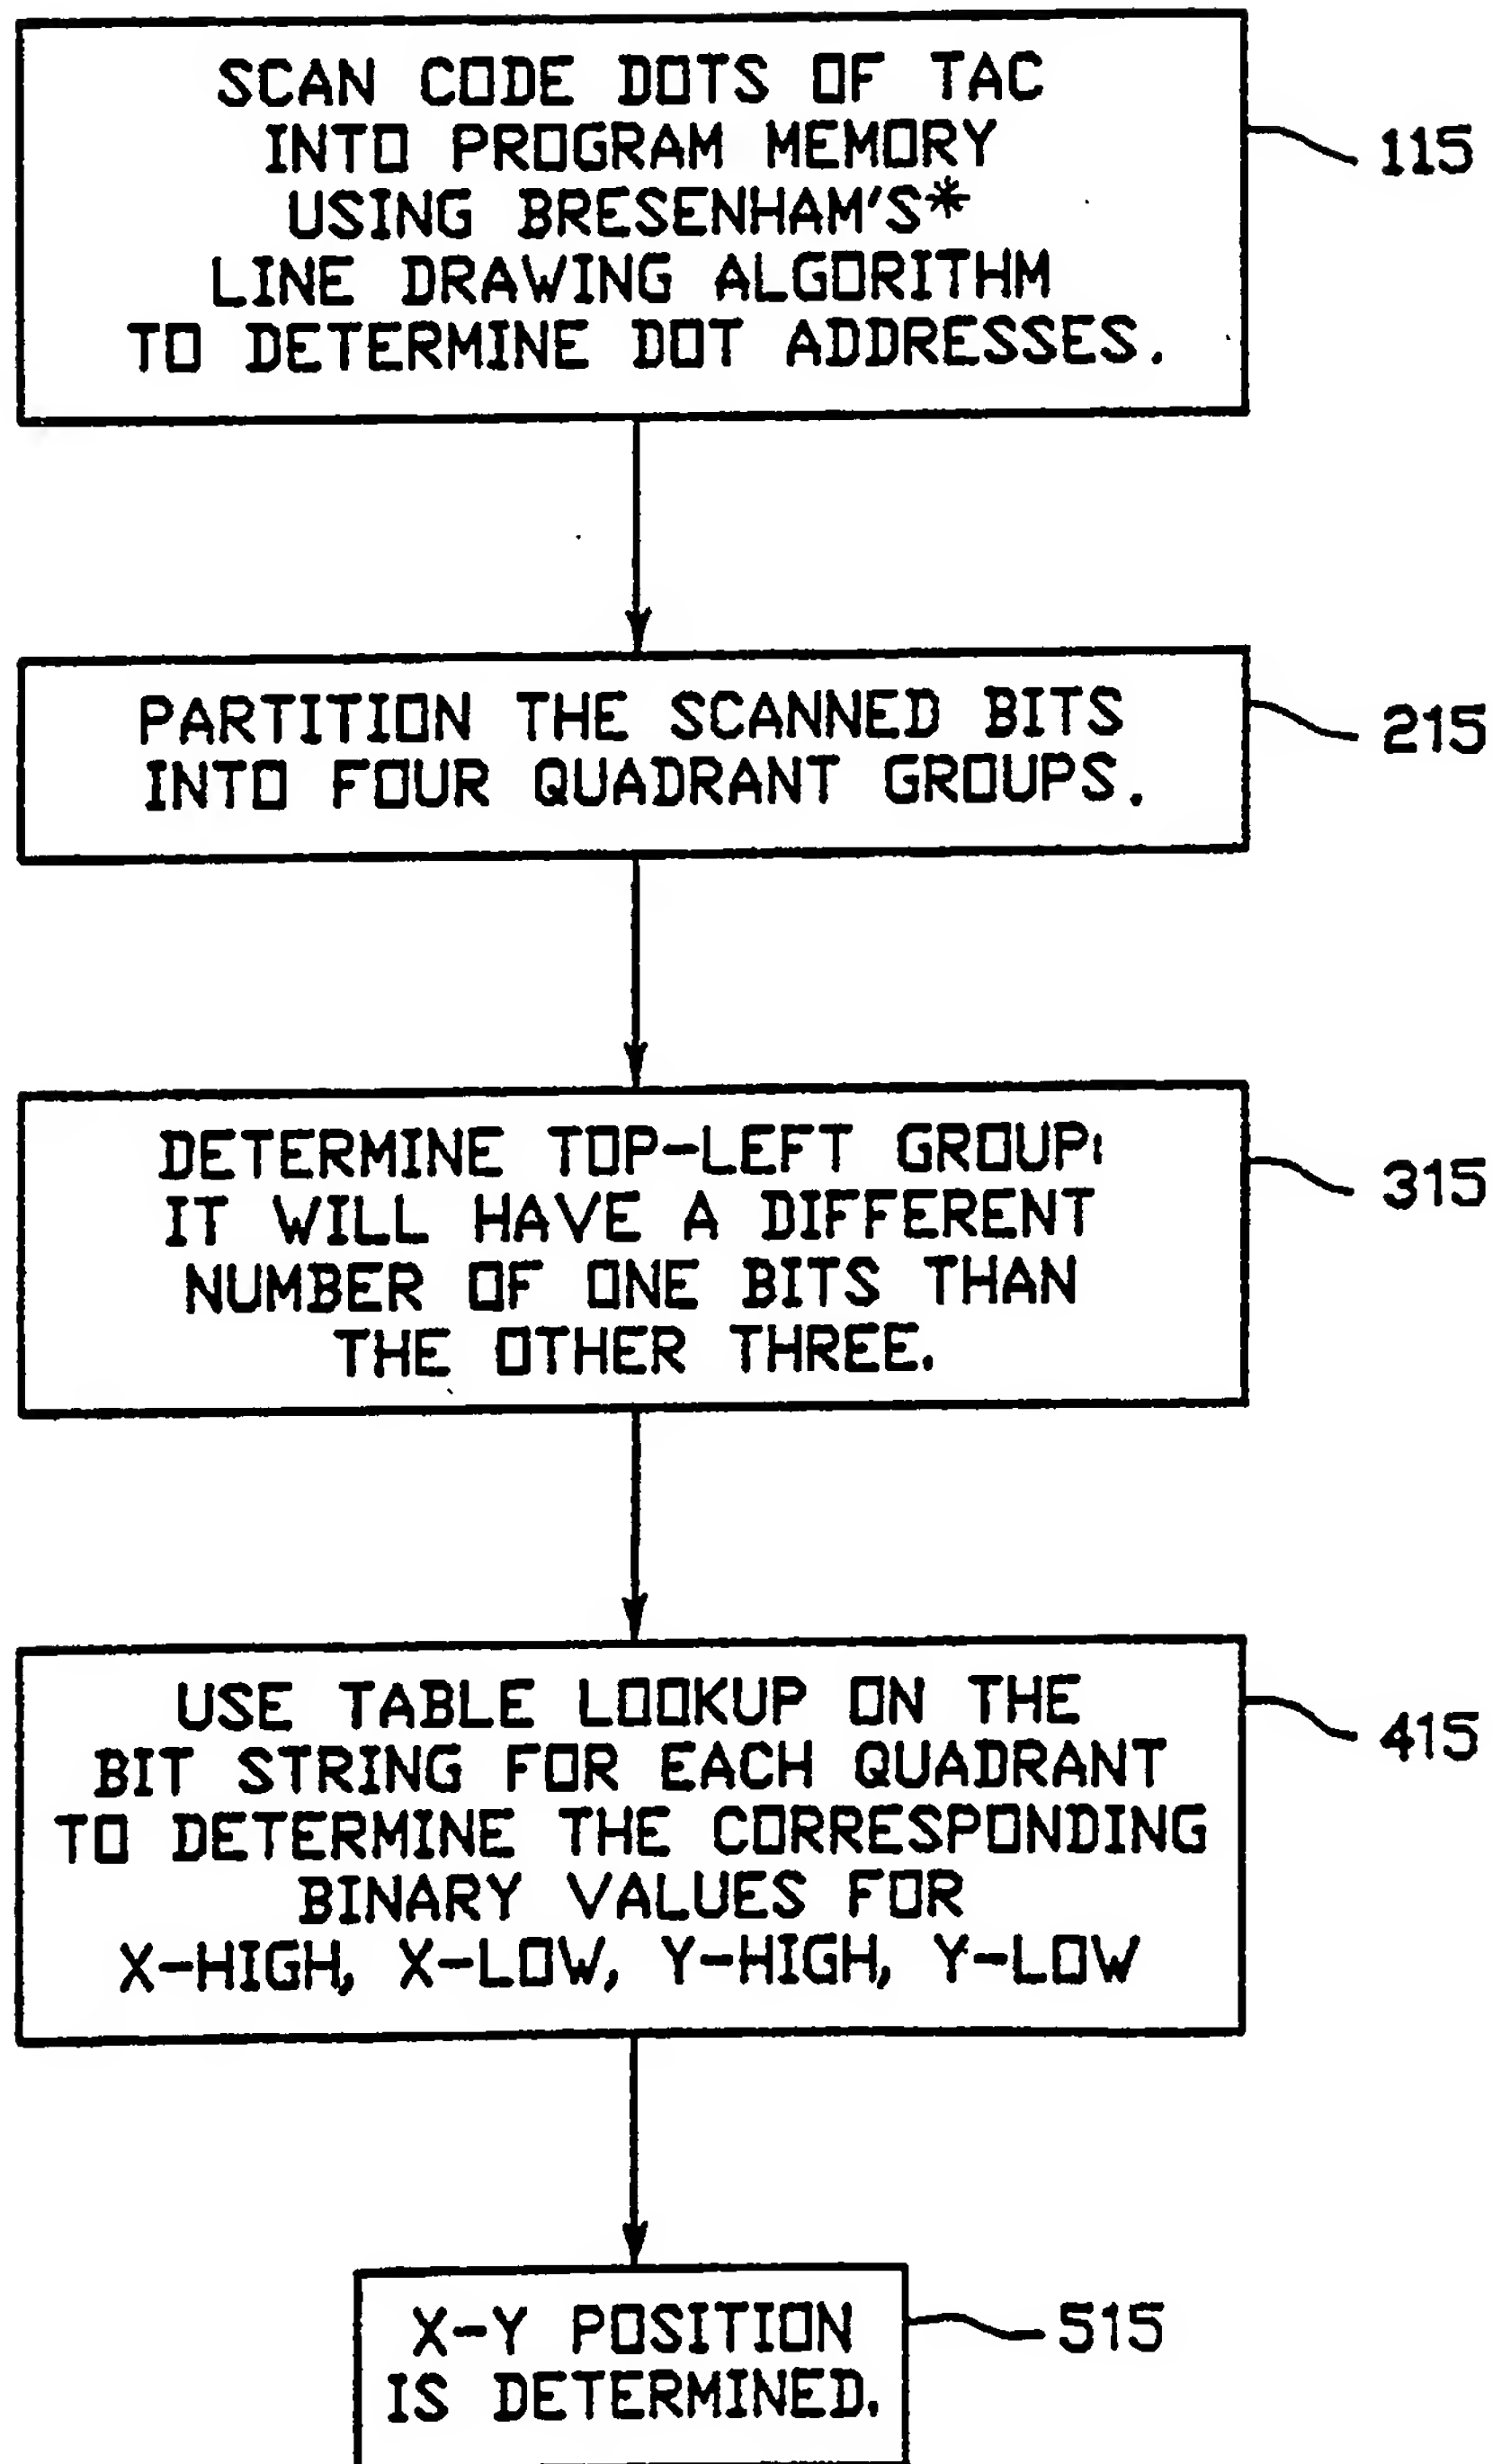 SCAN CODE DOTS OF TAC
INTO PROGRAM MEMORY
USING BRESENHAM'S*
LINE DRAWING ALGORITHM
TO DETERMINE DOT ADDRESSES.
115
PARTITION THE SCANNED BITS
INTO FOUR QUADRANT GROUPS.
215
DETERMINE TOP-LEFT GROUP:
IT WILL HAVE A DIFFERENT
NUMBER OF ONE BITS THAN
THE OTHER THREE.
315
USE TABLE LOOKUP ON THE
BIT STRING FOR EACH QUADRANT
TO DETERMINE THE CORRESPONDING
BINARY VALUES FOR
X-HIGH, X-LOW, Y-HIGH, Y-LOW
415
X-Y POSITION
IS DETERMINED.
515